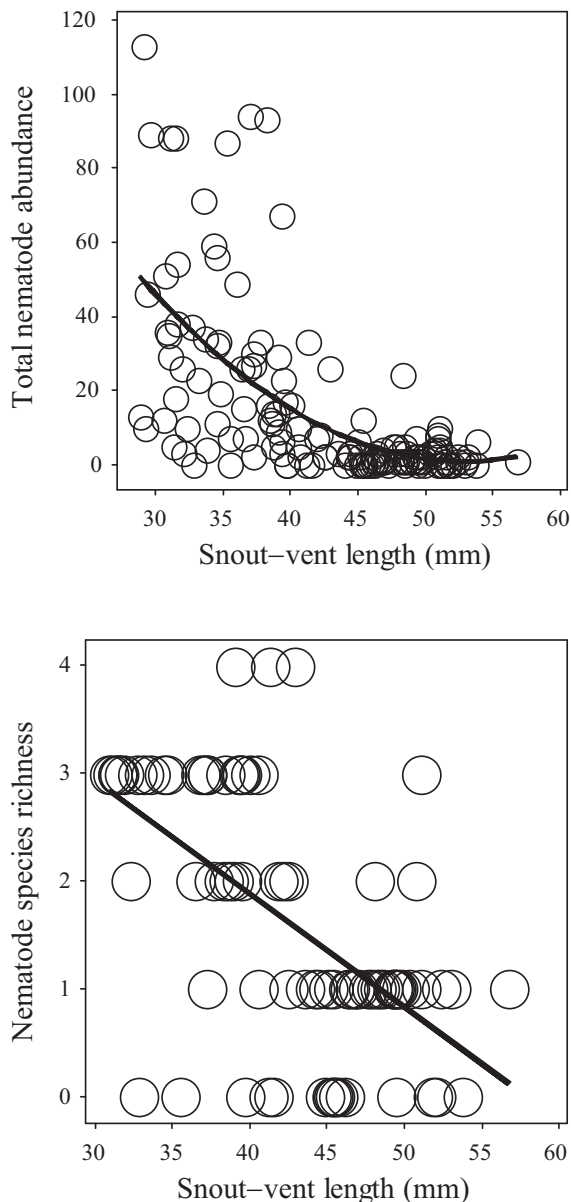 Total nematode abundance
120
100
80
60
40
20
0
30 35 40 45 50 55 60
Snout–vent length (mm)
Nematode species richness
4
3
2
1
0
30 35 40 45 50 55 60
Snout–vent length (mm)